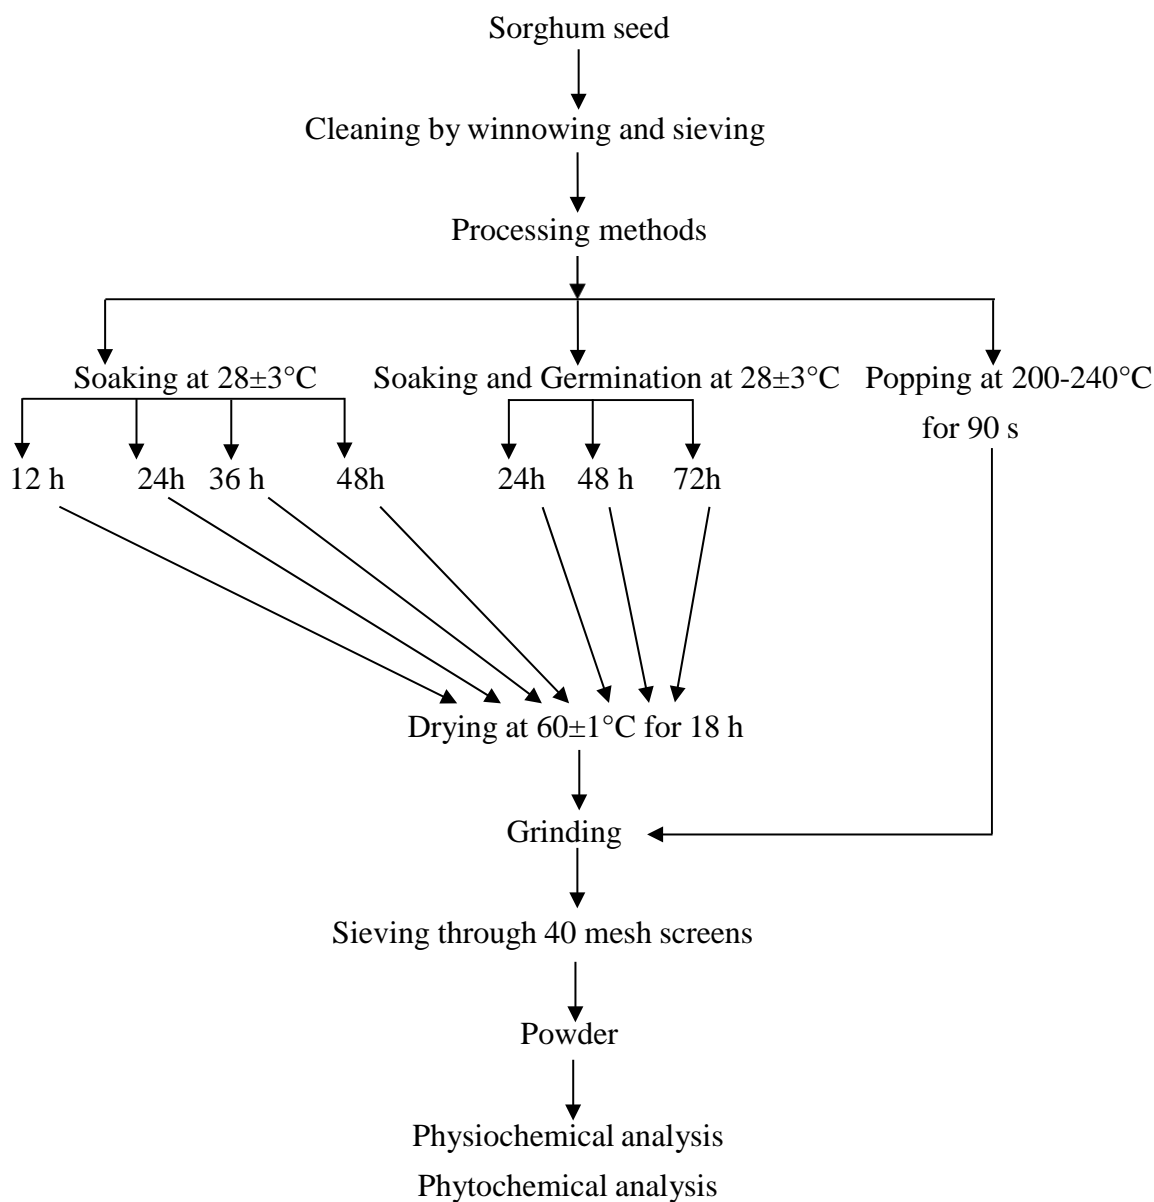 Sorghum seed
Cleaning by winnowing and sieving
Processing methods
Soaking at 28±3°C
Soaking and Germination at 28±3°C
Popping at 200-240°C
for 90 s
12 h
24h
36 h
48h
24h
48 h
72h
Drying at 60±1°C for 18 h
Grinding
Sieving through 40 mesh screens
Powder
Physiochemical analysis
Phytochemical analysis